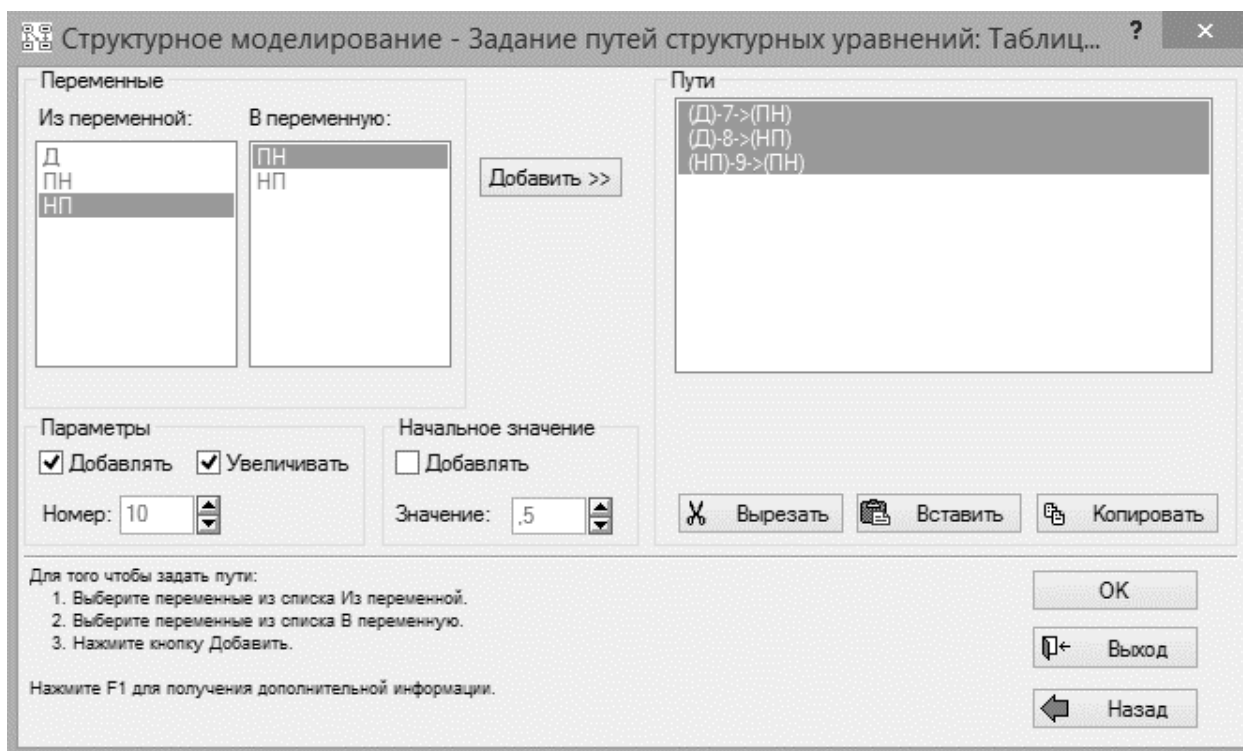 Структурное моделирование - Задание путей структурных уравнений: Таблиц... ? ×
Переменные
Из переменной:
В переменную:
Д
ПН
НП
ПН
НП
Добавить >>
Пути
(Д)-7->(ПН)
(Д)-8->(НП)
(НП)-9->(ПН)
Параметры
Добавлять
Увеличивать
Номер: 10
Начальное значение
Добавлять
Значение: ,5
Вырезать
Вставить
Копировать
Для того чтобы задать пути:
1. Выберите переменные из списка Из переменной.
2. Выберите переменные из списка В переменную.
3. Нажмите кнопку Добавить.
Нажмите F1 для получения дополнительной информации.
OK
Выход
Назад